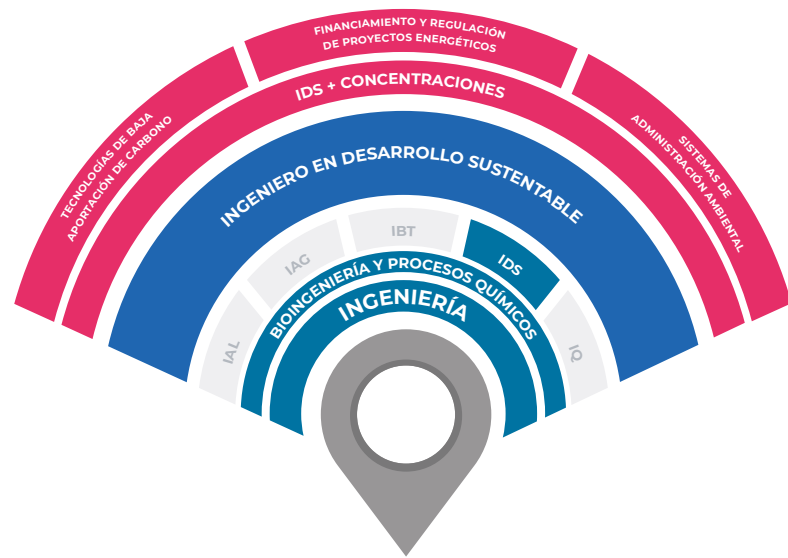 FINANCIAMIENTO Y REGULACIÓN
DE PROYECTOS ENERGÉTICOS
TECNOLOGÍAS DE BAJA
APORTACIÓN DE CARBONO
SISTEMAS DE
ADMINISTRACIÓN AMBIENTAL
IDS + CONCENTRACIONES
INGENIERO EN DESARROLLO SUSTENTABLE
IAL
IAG
IBT
IDS
IQ
BIOINGENIERÍA Y PROCESOS QUÍMICOS
INGENIERÍA